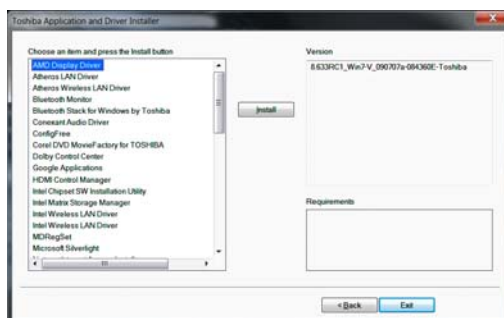 Toshiba Application and Driver Installer
Choose an item and press the Install button
AMD Display Driver
Atheros LAN Driver
Atheros Wireless LAN Driver
Bluetooth Monitor
Bluetooth Stack for Windows by Toshiba
Conexant Audio Driver
ConfigFree
Corel DVD MovieFactory for TOSHIBA
Dolby Control Center
Google Applications
HDMI Control Manager
Intel Chipset SW Installation Utility
Intel Matrix Storage Manager
Intel Wireless LAN Driver
Intel Wireless LAN Driver
MDRegSet
Microsoft Silverlight
Install
Version
8.633RC1_Win7-V_090707a-084360E-Toshiba
Requirements
< Back
Exit